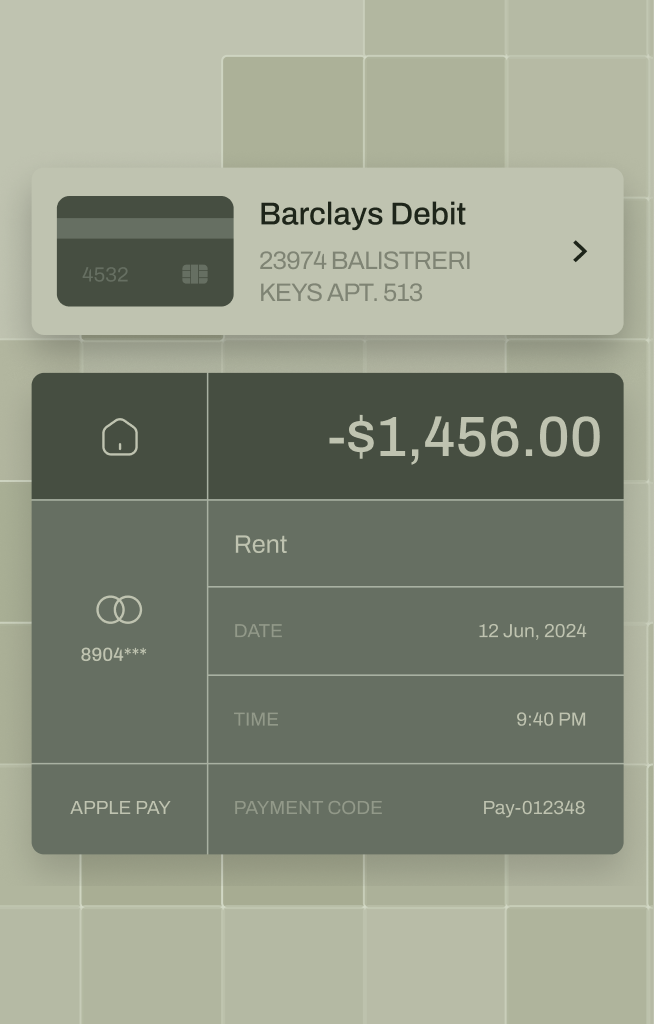 Barclays Debit
23974 BALISTRERI
KEYS APT. 513
4532
-$1,456.00
Rent
DATE 12 Jun, 2024
8904***
TIME 9:40 PM
APPLE PAY PAYMENT CODE Pay-012348